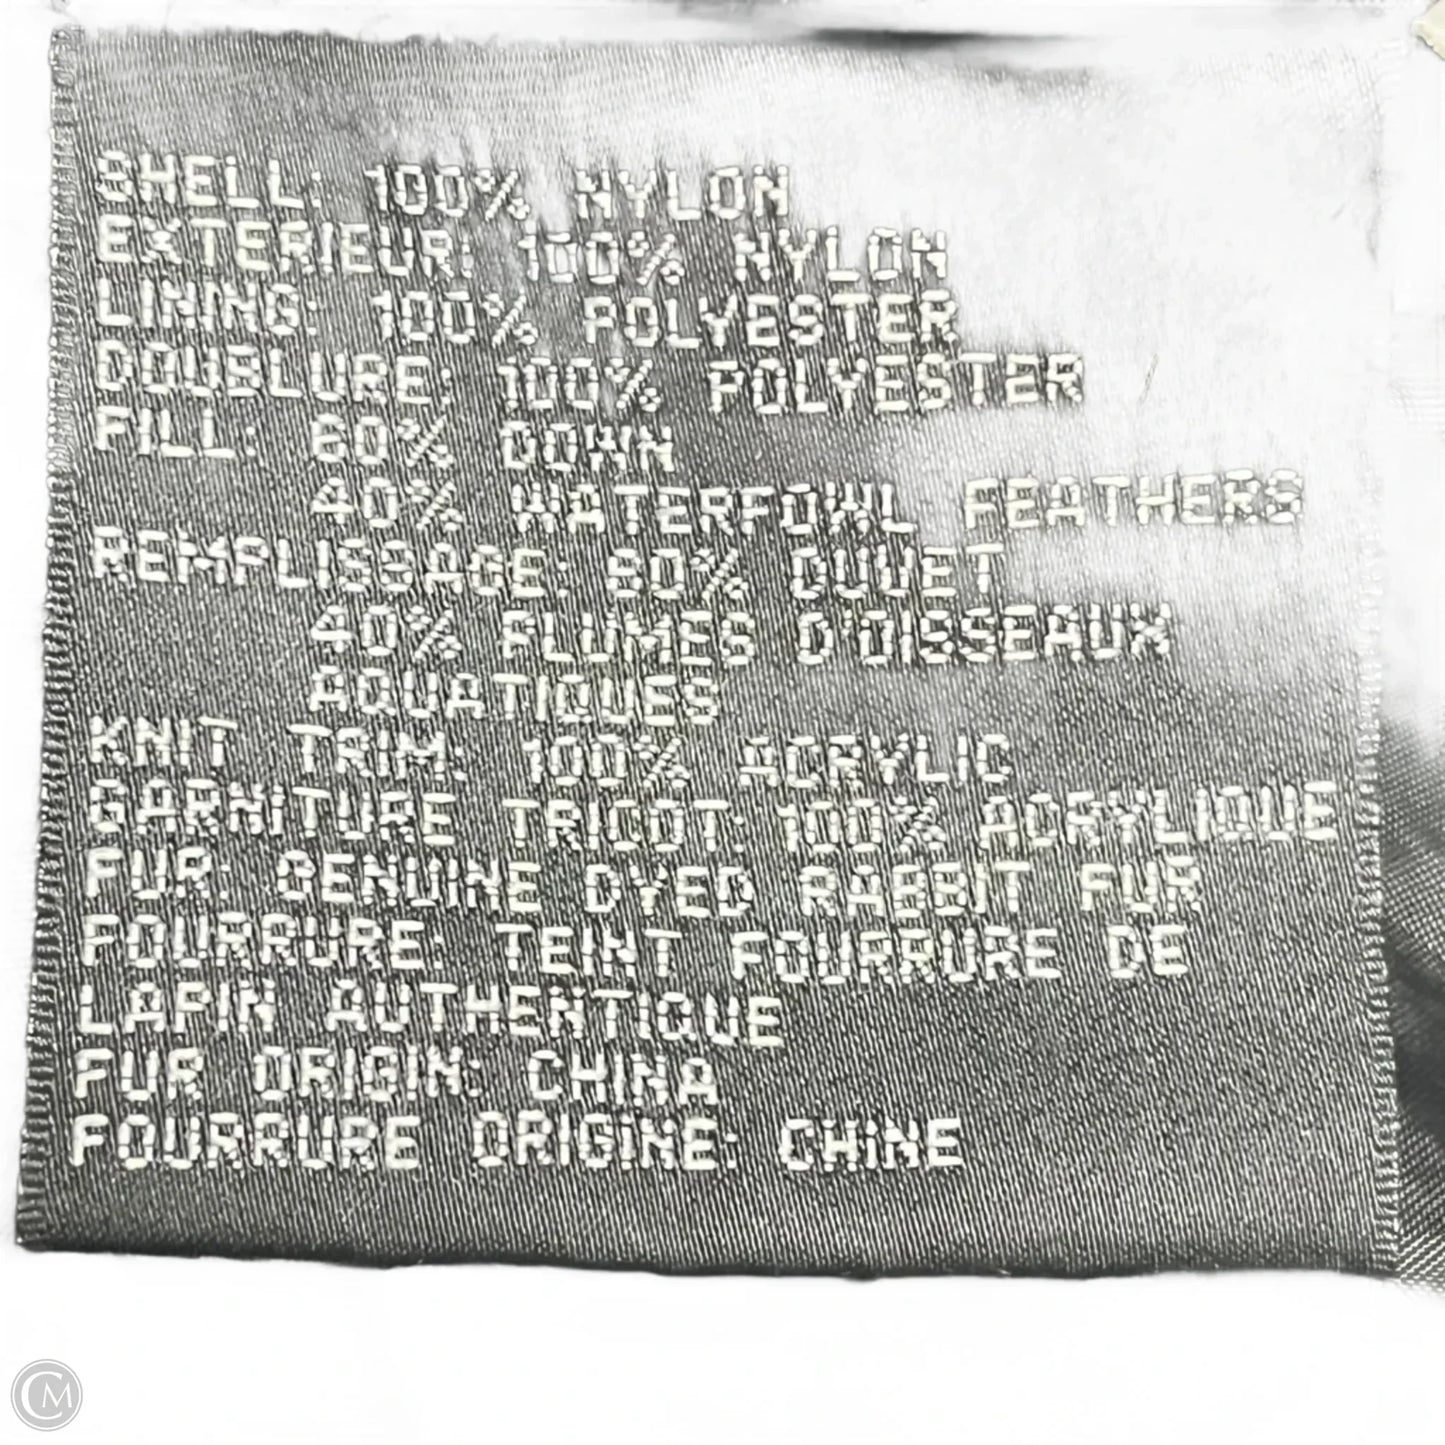 SHELL: 100% NYLON
EXTERIEUR: 100% NYLON
LINING: 100% POLYESTER
DOUBLURE: 100% POLYESTER
FILL: 60% DOWN
40% WATERFOWL FEATHERS
REMPLISSAGE: 60% DUVET
40% PLUMES D'OISSEAUX
AQUATIQUES
KNIT TRIM: 100% ACRYLIC
GARNITURE TRICOT: 100% ACRYLIQUE
FUR: GENUINE DYED RABBIT FUR
FOURRURE: TEINT FOURRURE DE
LAPIN AUTHENTIQUE
FUR ORIGIN: CHINA
FOURRURE ORIGINE: CHINE
CM